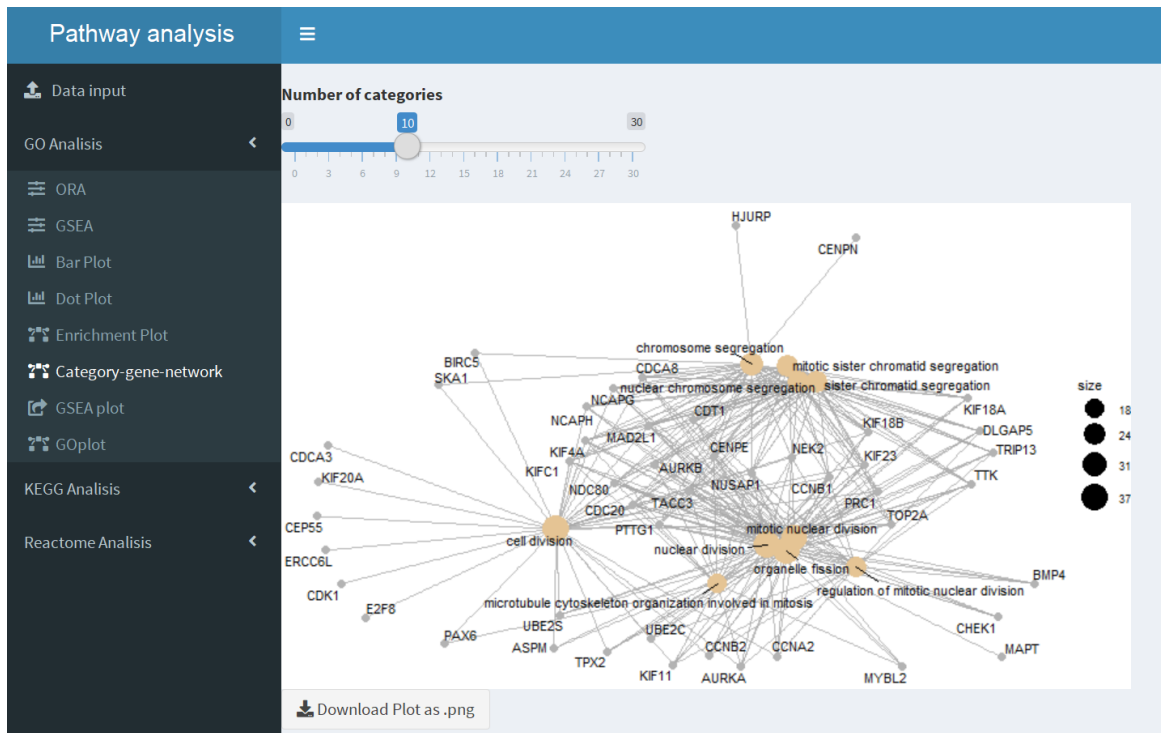 Pathway analysis
Data input
GO Analisis
ORA
GSEA
Bar Plot
Dot Plot
Enrichment Plot
Category-gene-network
GSEA plot
GOplot
KEGG Analisis
Reactome Analisis
Number of categories
0 10 30
0 3 6 9 12 15 18 21 24 27 30
HJURP
CENPN
chromosome segregation
BIRC5
CDCA8
mitotic sister chromatid segregation
SKA1
nuclear chromosome segregation
sister chromatid segregation
size
NCAPG
CDT1
KIF18A
18
NCAPH
KIF18B
DLGAP5
24
MAD2L1
CENPE
NEK2
TRIP13
KIF4A
KIF23
CDCA3
AURKB
31
KIFC1
TTK
KIF20A
NUSAP1
CCNB1
NDC80
37
TACC3
PRC1
CDC20
TOP2A
CEP55
PTTG1
mitotic nuclear division
cell division
nuclear division
ERCC6L
organelle fission
BMP4
regulation of mitotic nuclear division
CDK1
microtubule cytoskeleton organization involved in mitosis
E2F8
UBE2S
UBE2C
CHEK1
PAX6
ASPM
CCNB2
CCNA2
MAPT
TPX2
KIF11
AURKA
MYBL2
Download Plot as .png